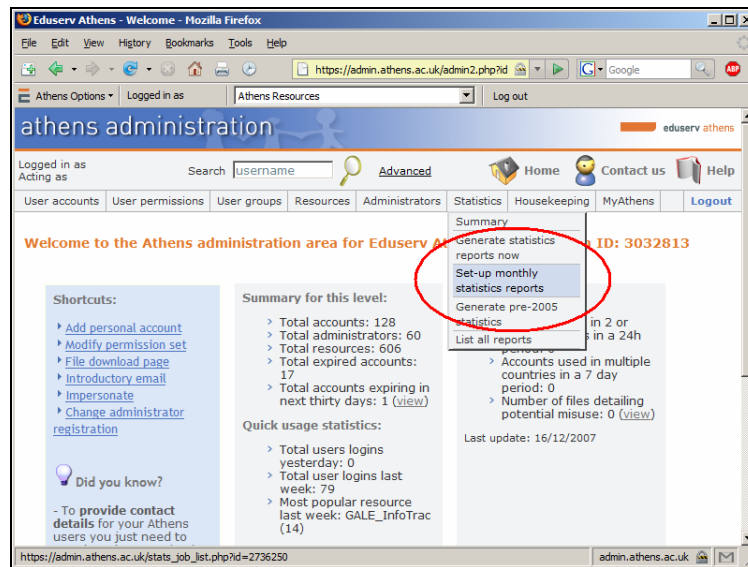 Eduserv Athens - Welcome - Mozilla Firefox
File Edit View History Bookmarks Tools Help
https://admin.athens.ac.uk/admin2.php?id
Google
ABP
Athens Options Logged in as Athens Resources Log out
athens administration
eduserv athens
Logged in as
Acting as
Search username Advanced Home Contact us Help
User accounts User permissions User groups Resources Administrators Statistics Housekeeping MyAthens Logout
Summary
Generate statistics
reports now
Set-up monthly
statistics reports
Generate pre-2005
statistics
List all reports
Welcome to the Athens administration area for Eduserv ID: 3032813
Shortcuts:
Add personal account
Modify permission set
File download page
Introductory email
Impersonate
Change administrator
registration
Did you know?
- To provide contact
details for your Athens
users you just need to
Summary for this level:
Total accounts: 128
Total administrators: 60
Total resources: 606
Total expired accounts:
17
Total accounts expiring in
next thirty days: 1 (view)
Quick usage statistics:
Total users logins
yesterday: 0
Total user logins last
week: 79
Most popular resource
last week: GALE_InfoTrac
(14)
in 2 or
in a 24h
Accounts used in multiple
countries in a 7 day
period: 0
Number of files detailing
potential misuse: 0 (view)
Last update: 16/12/2007
https://admin.athens.ac.uk/stats_job_list.php?id=2736250
admin.athens.ac.uk